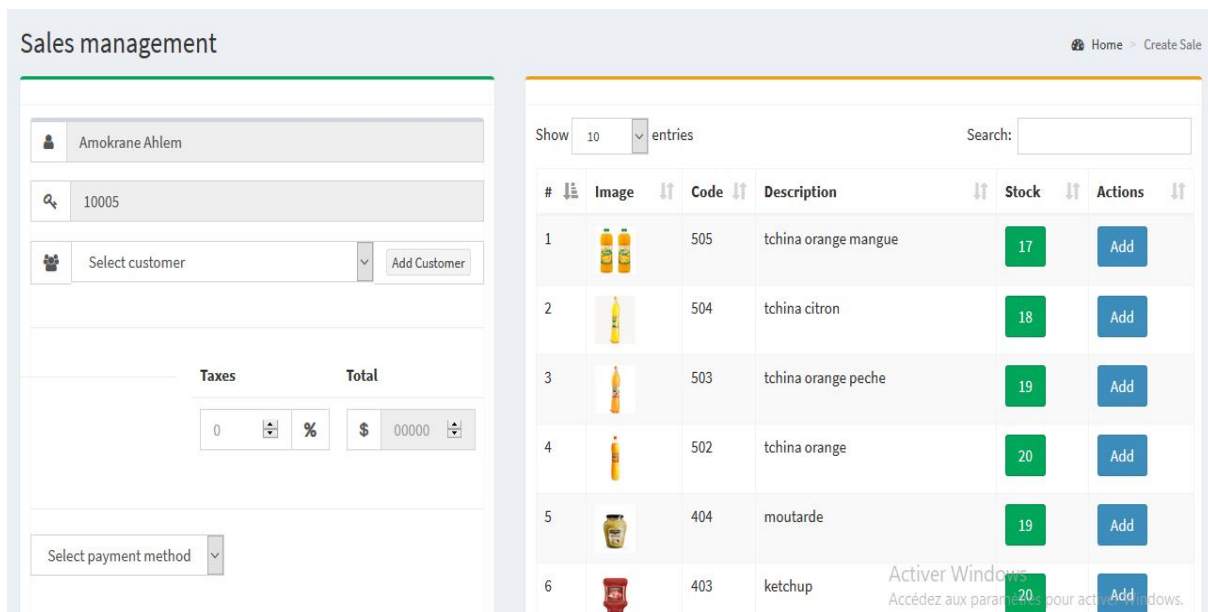 Sales management
Home > Create Sale
Amokrane Ahlem
10005
Select customer
Add Customer
Taxes
Total
0
%
$
00000
Select payment method
Show 10 entries
Search:
# Image Code Description Stock Actions
1 505 tchina orange mangue 17 Add
2 504 tchina citron 18 Add
3 503 tchina orange peche 19 Add
4 502 tchina orange 20 Add
5 404 moutarde 19 Add
6 403 ketchup 20 Add
Activer Windows
Accédez aux paramètres pour activer Windows.